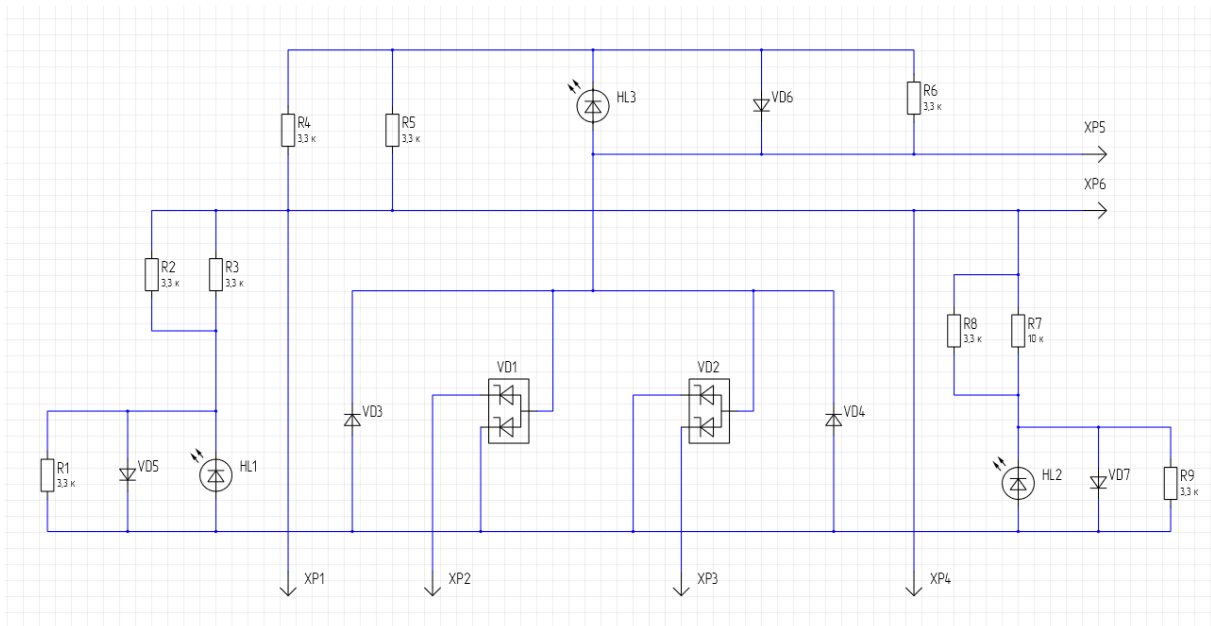 HL3
VD6
R6
3,3 к
R4
3,3 к
R5
3,3 к
XP5
XP6
R2
3,3 к
R3
3,3 к
R8
3,3 к
R7
10 к
VD1
VD2
VD3
VD4
R1
3,3 к
VD5
HL1
HL2
VD7
R9
3,3 к
XP1
XP2
XP3
XP4